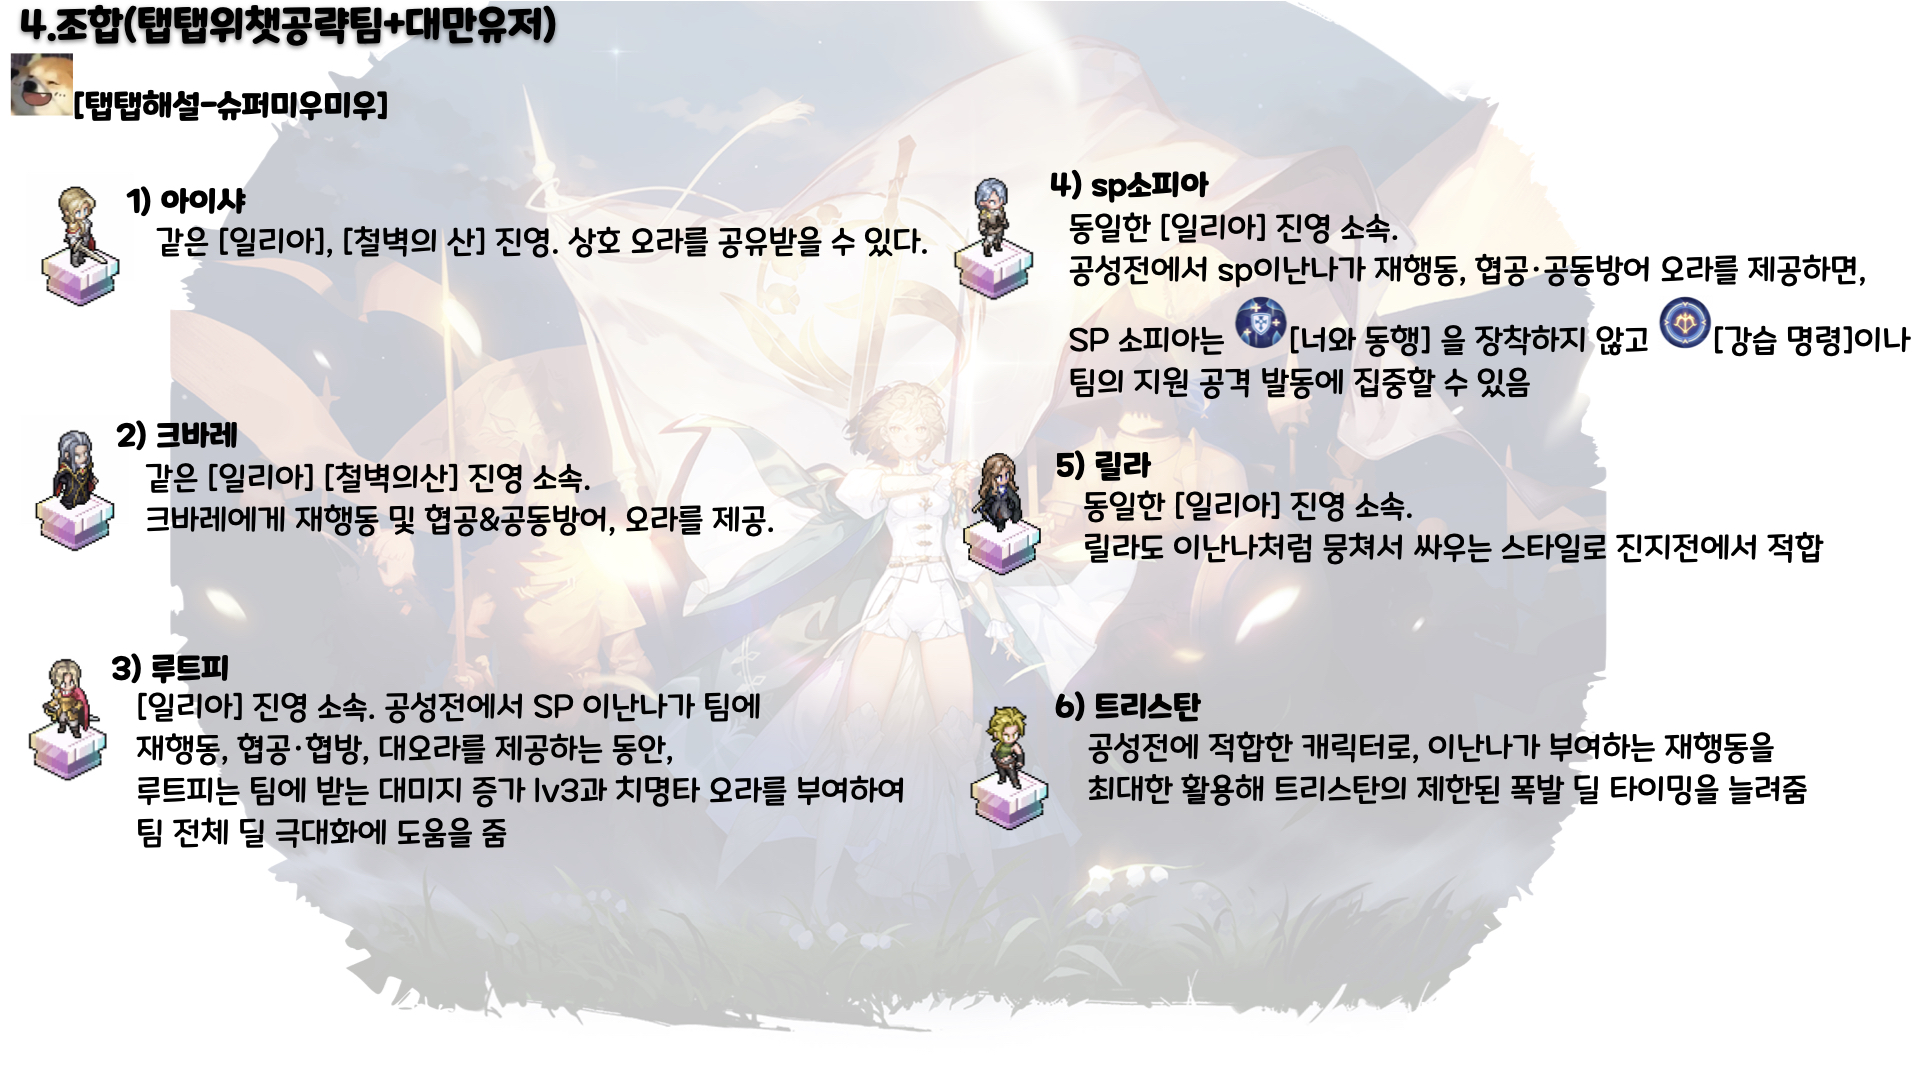 4.조합(탭탭위챗공략팀+대만유저)
[탭탭해설-슈퍼미우미우]
1) 아이샤
같은 [일리아], [철벽의 산] 진영. 상호 오라를 공유받을 수 있다.
2) 크바레
같은 [일리아] [철벽의산] 진영 소속.
크바레에게 재행동 및 협공&공동방어, 오라를 제공.
3) 루트피
[일리아] 진영 소속. 공성전에서 SP 이난나가 팀에
재행동, 협공·협방, 대오라를 제공하는 동안,
루트피는 팀에 받는 대미지 증가 lv3과 치명타 오라를 부여하여
팀 전체 딜 극대화에 도움을 줌
4) sp소피아
동일한 [일리아] 진영 소속.
공성전에서 sp이난나가 재행동, 협공·공동방어 오라를 제공하면,
SP 소피아는 [너와 동행] 을 장착하지 않고 [강습 명령]이나
팀의 지원 공격 발동에 집중할 수 있음
5) 릴라
동일한 [일리아] 진영 소속.
릴라도 이난나처럼 뭉쳐서 싸우는 스타일로 진지전에서 적합
6) 트리스탄
공성전에 적합한 캐릭터로, 이난나가 부여하는 재행동을
최대한 활용해 트리스탄의 제한된 폭발 딜 타이밍을 늘려줌